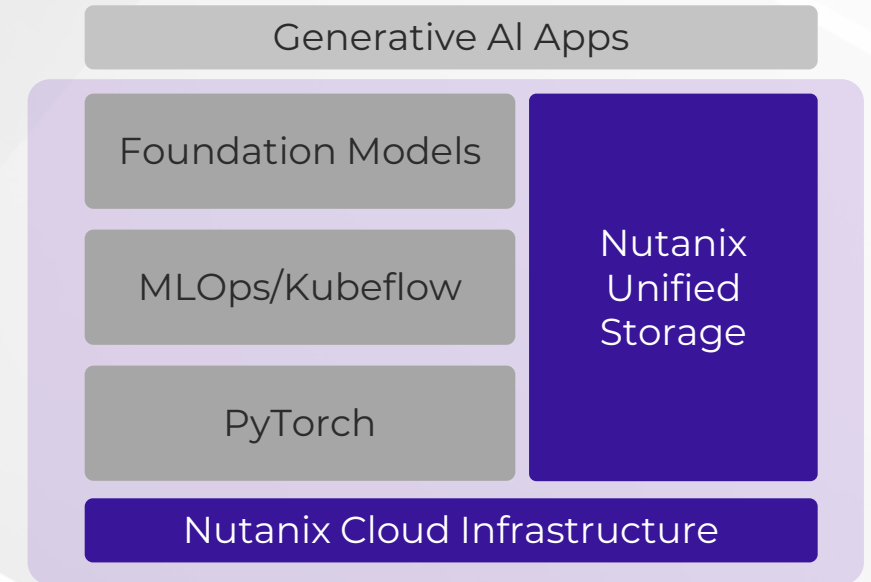 Generative AI Apps
Foundation Models
MLOps/Kubeflow
PyTorch
Nutanix
Unified
Storage
Nutanix Cloud Infrastructure